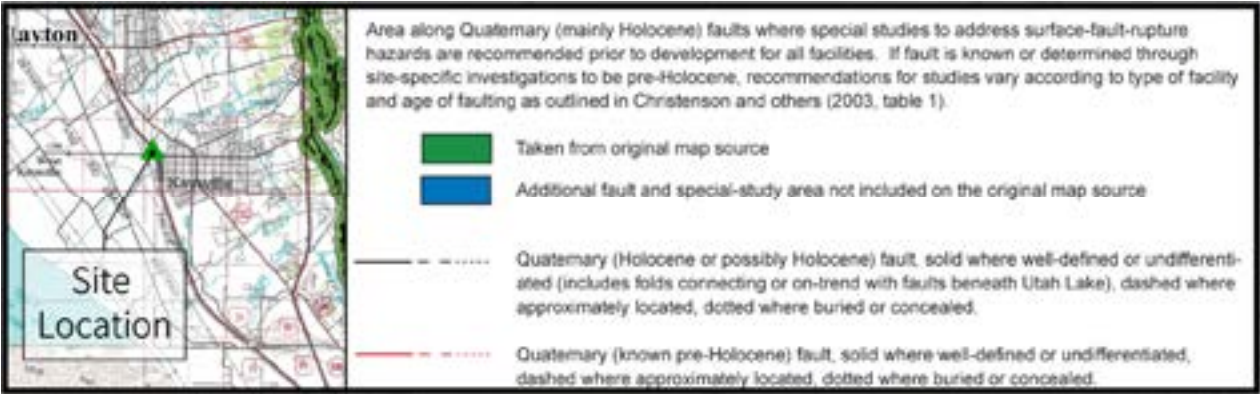 ayton
Kaysville
Site
Location
Area along Quaternary (mainly Holocene) faults where special studies to address surface-fault-rupture
hazards are recommended prior to development for all facilities. If fault is known or determined through
site-specific investigations to be pre-Holocene, recommendations for studies vary according to type of facility
and age of faulting as outlined in Christenson and others (2003, table 1).
Taken from original map source
Additional fault and special-study area not included on the original map source
Quaternary (Holocene or possibly Holocene) fault, solid where well-defined or undifferenti-
ated (includes folds connecting or on-trend with faults beneath Utah Lake), dashed where
approximately located, dotted where buried or concealed.
Quaternary (known pre-Holocene) fault, solid where well-defined or undifferentiated,
dashed where approximately located, dotted where buried or concealed.